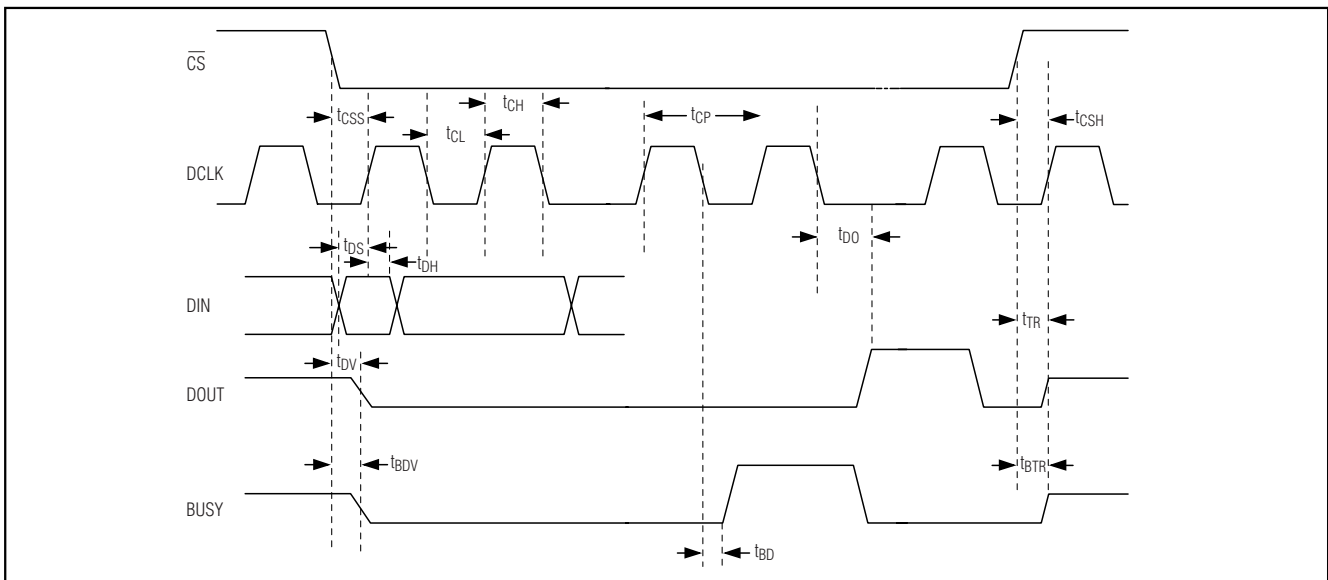 CS
tCSS
tCH
tCL
tCP
tCSH
DCLK
tDO
tDS
tDH
DIN
tTR
tDV
DOUT
tBDV
tBTR
BUSY
tBD